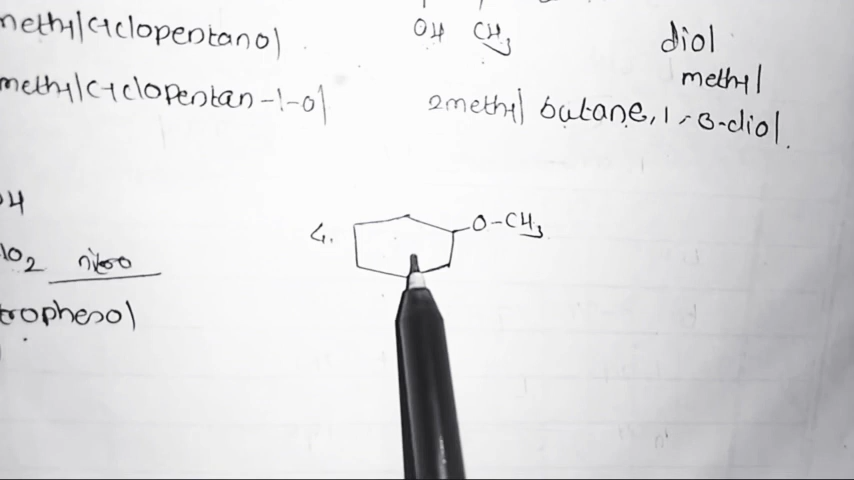 methylcyclopentanol
OH CH3
diol
methyl
methylcyclopentan-1-ol
2methyl butane, 1,3-diol.
OH
4. O-CH3
NO2 nitro
trophenol